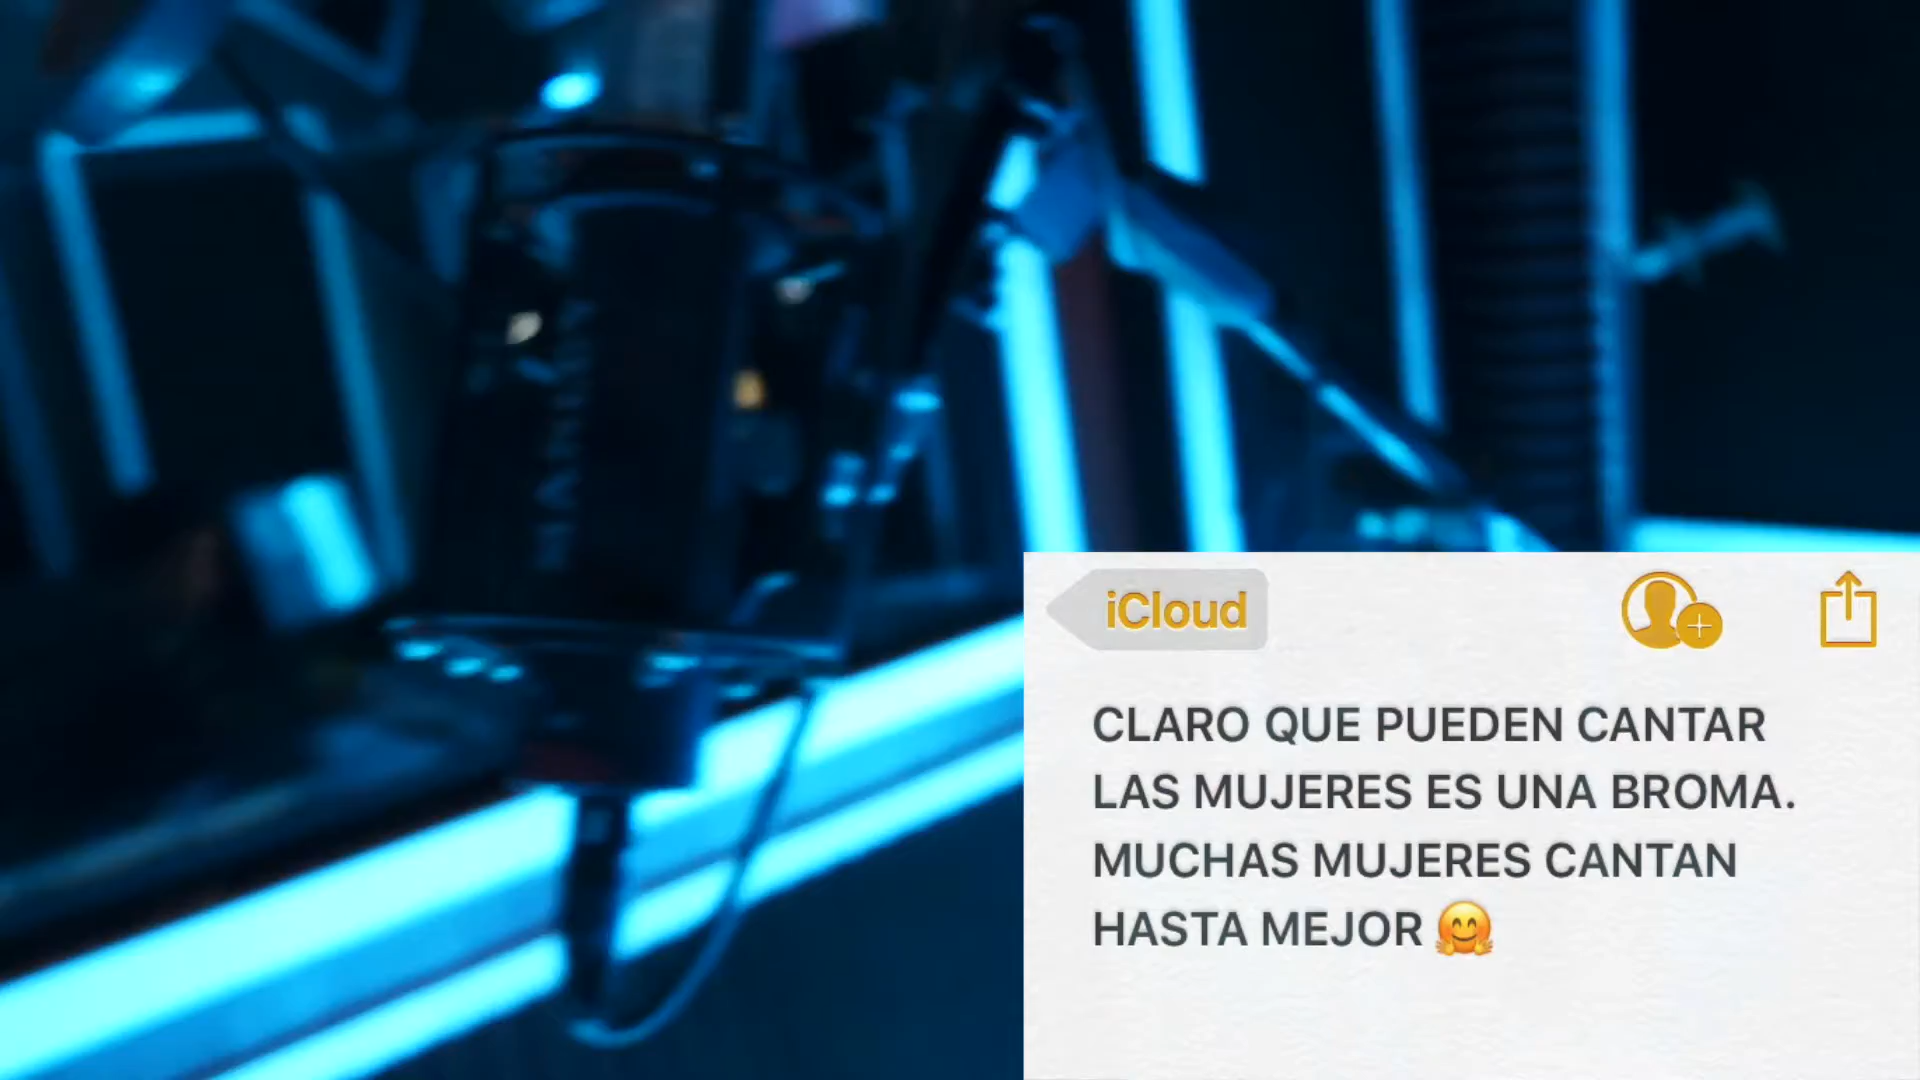 iCloud
CLARO QUE PUEDEN CANTAR
LAS MUJERES ES UNA BROMA.
MUCHAS MUJERES CANTAN
HASTA MEJOR 🤗